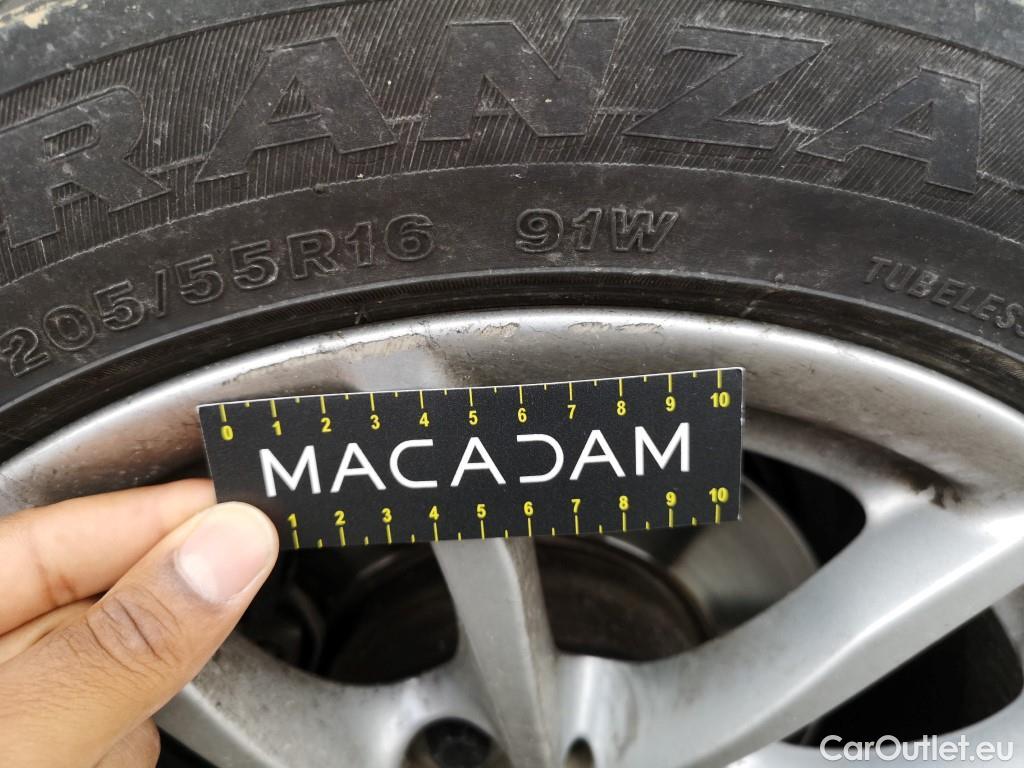 RANZA
205/55R16 91W
TUBELESS
0 1 2 3 4 5 6 7 8 9 10
MACADAM
1 2 3 4 5 6 7 8 9 10
CarOutlet.eu